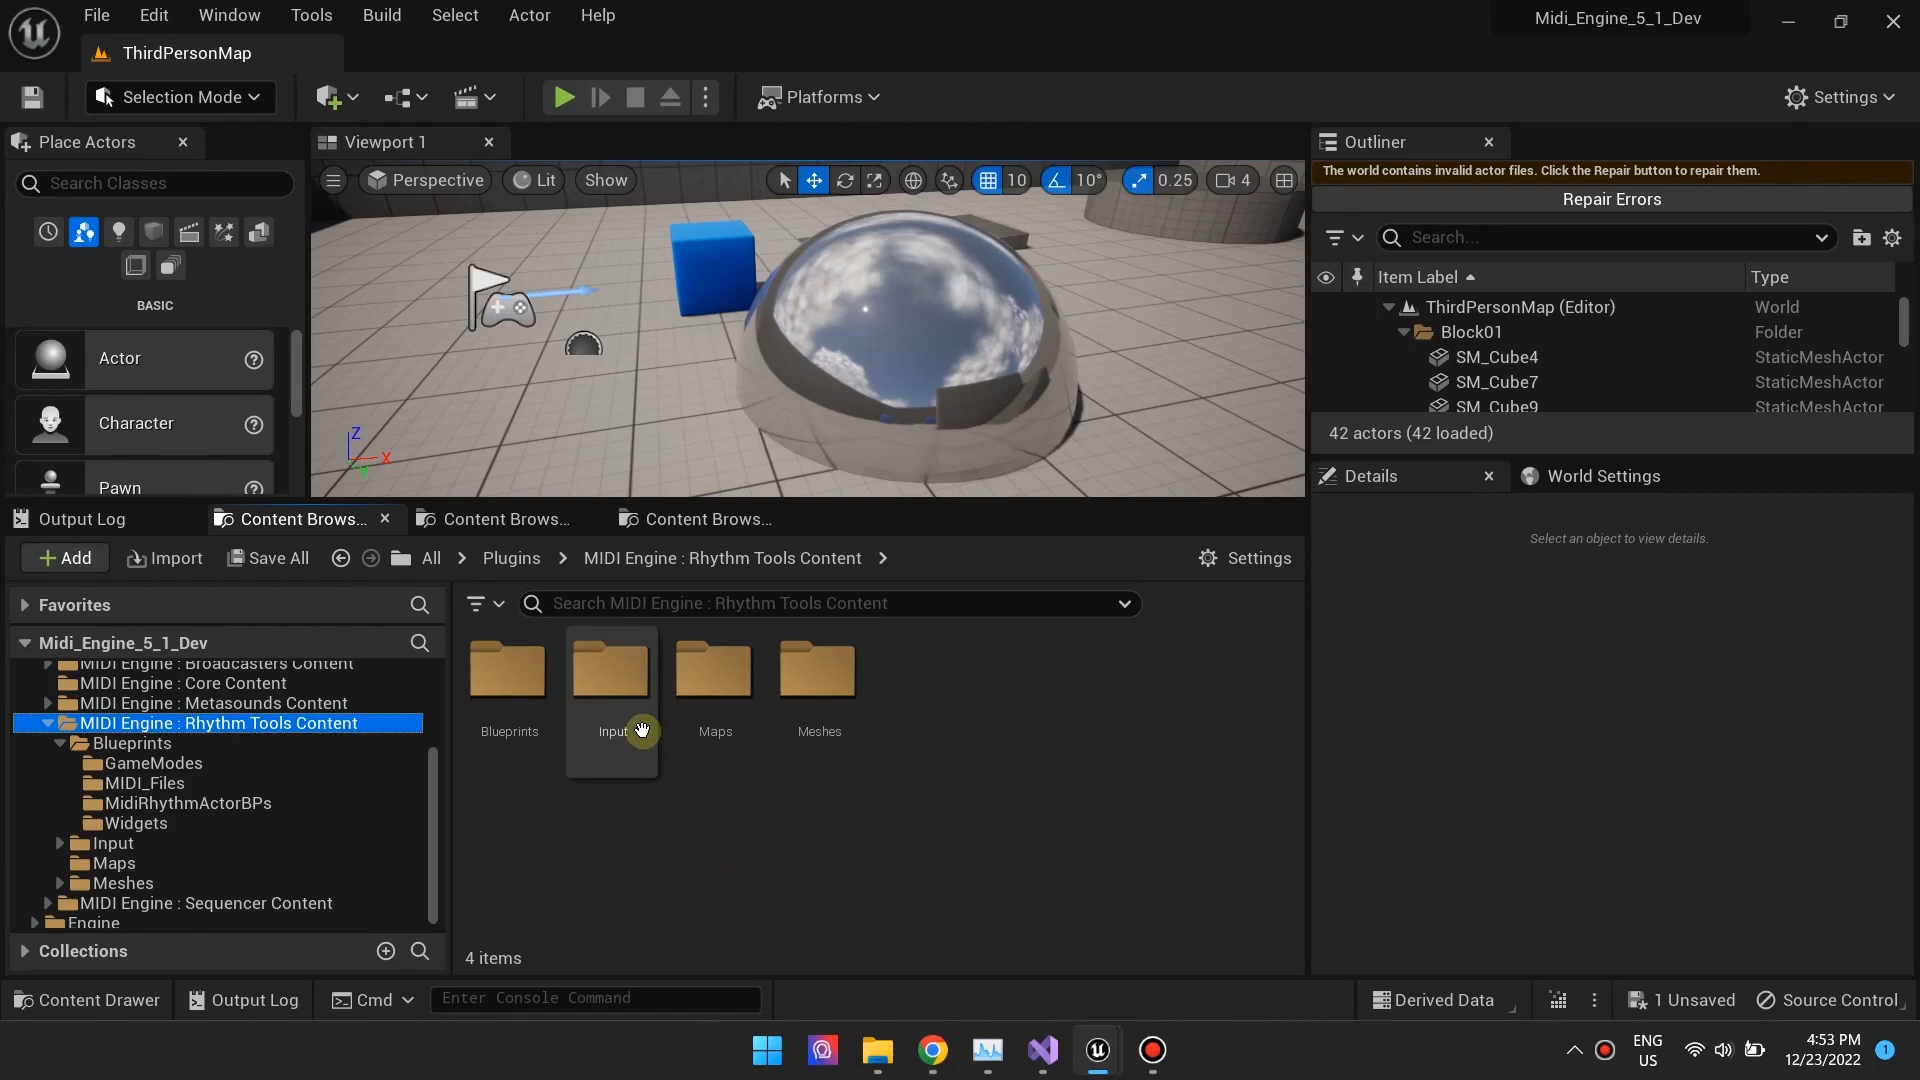 File Edit Window Tools Build Select Actor Help
Midi_Engine_5_1_Dev
ThirdPersonMap
Selection Mode
Platforms
Settings
Place Actors
Viewport 1
Outliner
Search Classes
Perspective
Lit
Show
10
10°
0.25
4
The world contains invalid actor files. Click the Repair button to repair them.
Repair Errors
Search...
Item Label
Type
BASIC
ThirdPersonMap (Editor)
World
Block01
Folder
Actor
SM_Cube4
StaticMeshActor
SM_Cube7
StaticMeshActor
SM_Cube9
StaticMeshActor
Character
42 actors (42 loaded)
Z
X
Y
Pawn
Details
World Settings
Select an object to view details.
Output Log
Content Brows...
Content Brows...
Content Brows...
Add
Import
Save All
All
Plugins
MIDI Engine : Rhythm Tools Content
Settings
Favorites
Search MIDI Engine : Rhythm Tools Content
Midi_Engine_5_1_Dev
MIDI Engine : Broadcasters Content
MIDI Engine : Core Content
MIDI Engine : Metasounds Content
MIDI Engine : Rhythm Tools Content
Blueprints
GameModes
MIDI_Files
MidiRhythmActorBPs
Widgets
Input
Maps
Meshes
MIDI Engine : Sequencer Content
Engine
Blueprints
Input
Maps
Meshes
Collections
4 items
Content Drawer
Output Log
Cmd
Enter Console Command
Derived Data
1 Unsaved
Source Control
ENG
US
4:53 PM
12/23/2022
1